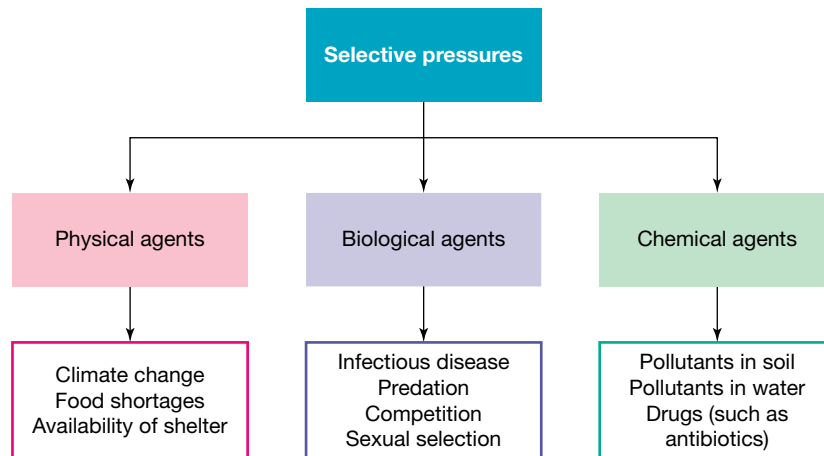 Selective pressures
Physical agents
Biological agents
Chemical agents
Climate change
Food shortages
Availability of shelter
Infectious disease
Predation
Competition
Sexual selection
Pollutants in soil
Pollutants in water
Drugs (such as
antibiotics)